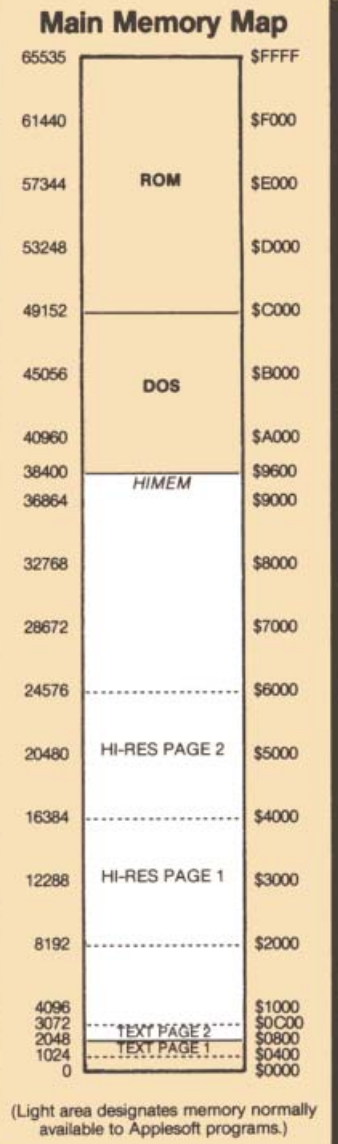 Main Memory Map
65535 $FFFF
61440 $F000
57344 ROM $E000
53248 $D000
49152 $C000
45056 $B000
DOS
40960 $A000
38400 $9600
HIMEM
36864 $9000
32768 $8000
28672 $7000
24576 $6000
20480 HI-RES PAGE 2 $5000
16384 $4000
12288 HI-RES PAGE 1 $3000
8192 $2000
4096 $1000
3072 $0C00
TEXT PAGE 2
2048 $0800
TEXT PAGE 1
1024 $0400
0 $0000
(Light area designates memory normally
available to Applesoft programs.)